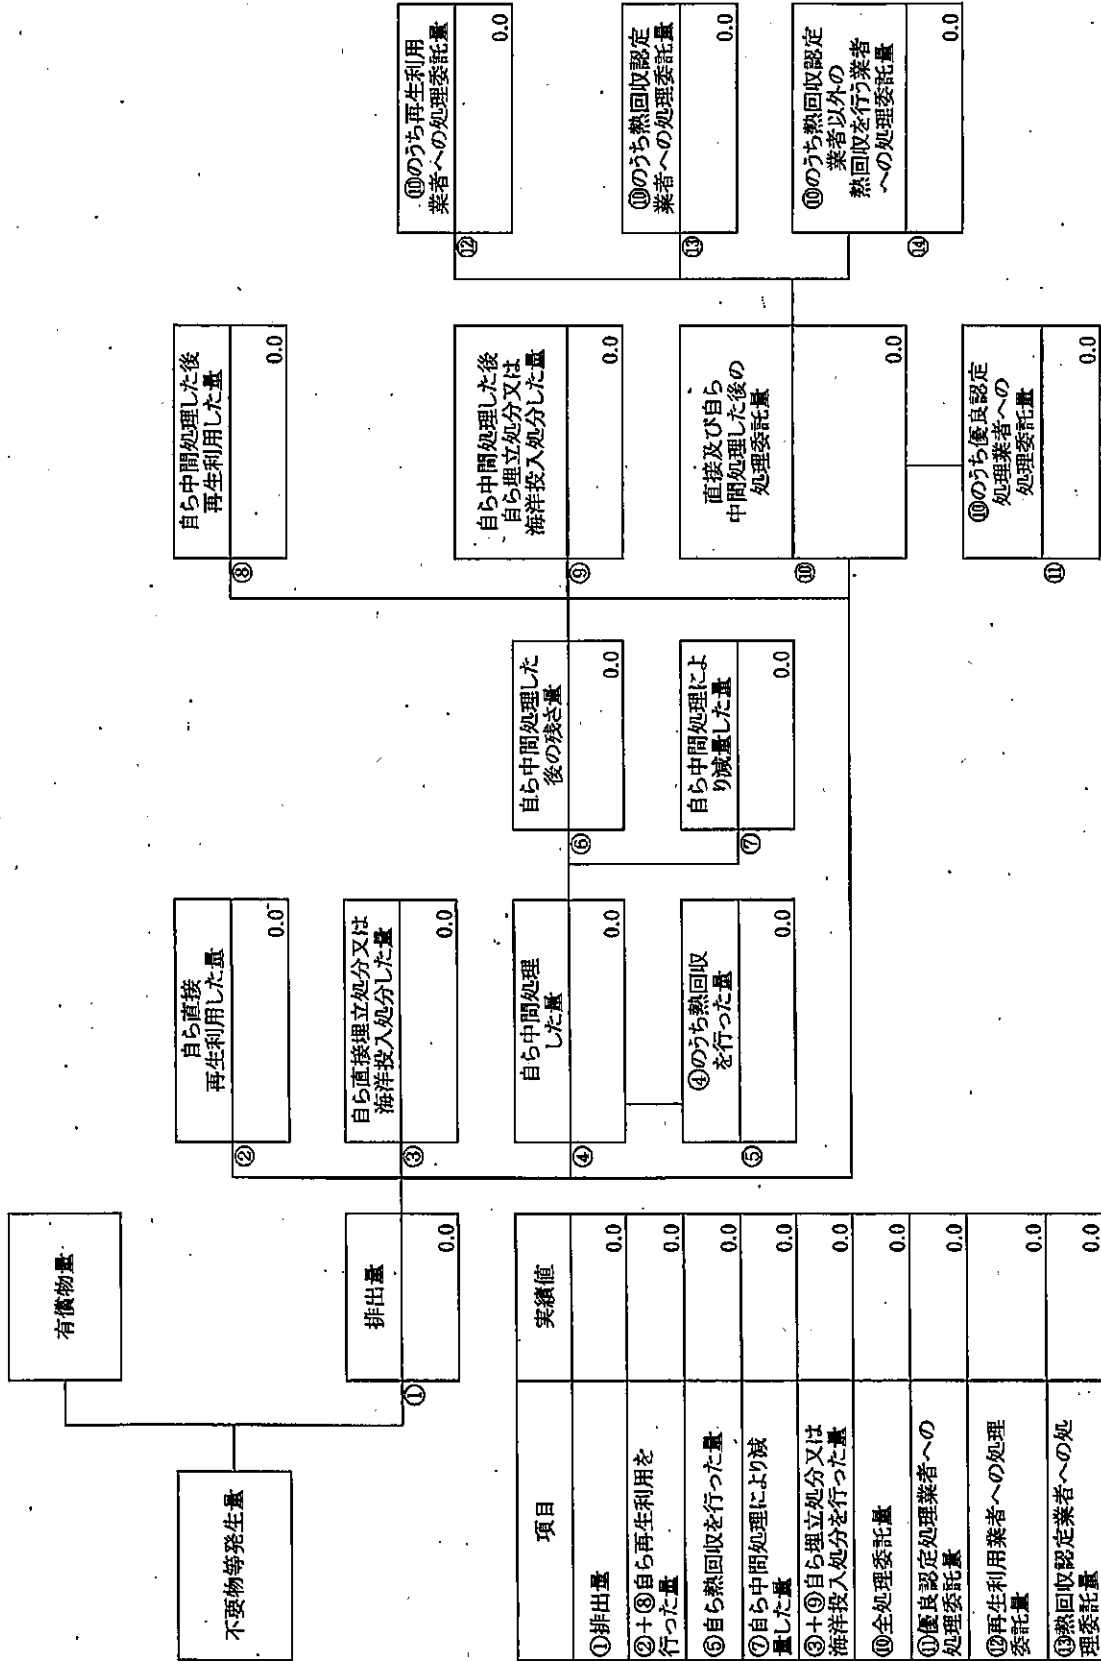 不要物等発生量
有償物量
排出量
①
0.0
自ら直接
再生利用した量
②
0.0
自ら直接埋立処分又は
海洋投入処分した量
③
0.0
自ら中間処理
した量
④
0.0
④のうち熱回収
を行った量
⑤
0.0
自ら中間処理した
後の残さ量
⑥
0.0
自ら中間処理によ
り減量した量
⑦
0.0
自ら中間処理した後
再生利用した量
⑧
0.0
自ら中間処理した後
自ら埋立処分又は
海洋投入処分した量
⑨
0.0
直接及び自ら
中間処理した後の
処理委託量
⑩
0.0
⑩のうち優良認定
処理業者への
処理委託量
⑪
0.0
⑩のうち再生利用
業者への処理委託量
⑫
0.0
⑩のうち熱回収認定
業者への処理委託量
⑬
0.0
⑩のうち熱回収認定
業者以外の
熱回収を行う業者
への処理委託量
⑭
0.0
項目 実績値
①排出量 0.0
②+⑧自ら再生利用を
行った量 0.0
⑤自ら熱回収を行った量 0.0
⑦自ら中間処理により減
量した量 0.0
③+⑨自ら埋立処分又は
海洋投入処分を行った量 0.0
⑩全処理委託量 0.0
⑪優良認定処理業者への
処理委託量 0.0
⑫再生利用業者への処理
委託量 0.0
⑬熱回収認定業者への処
理委託量 0.0